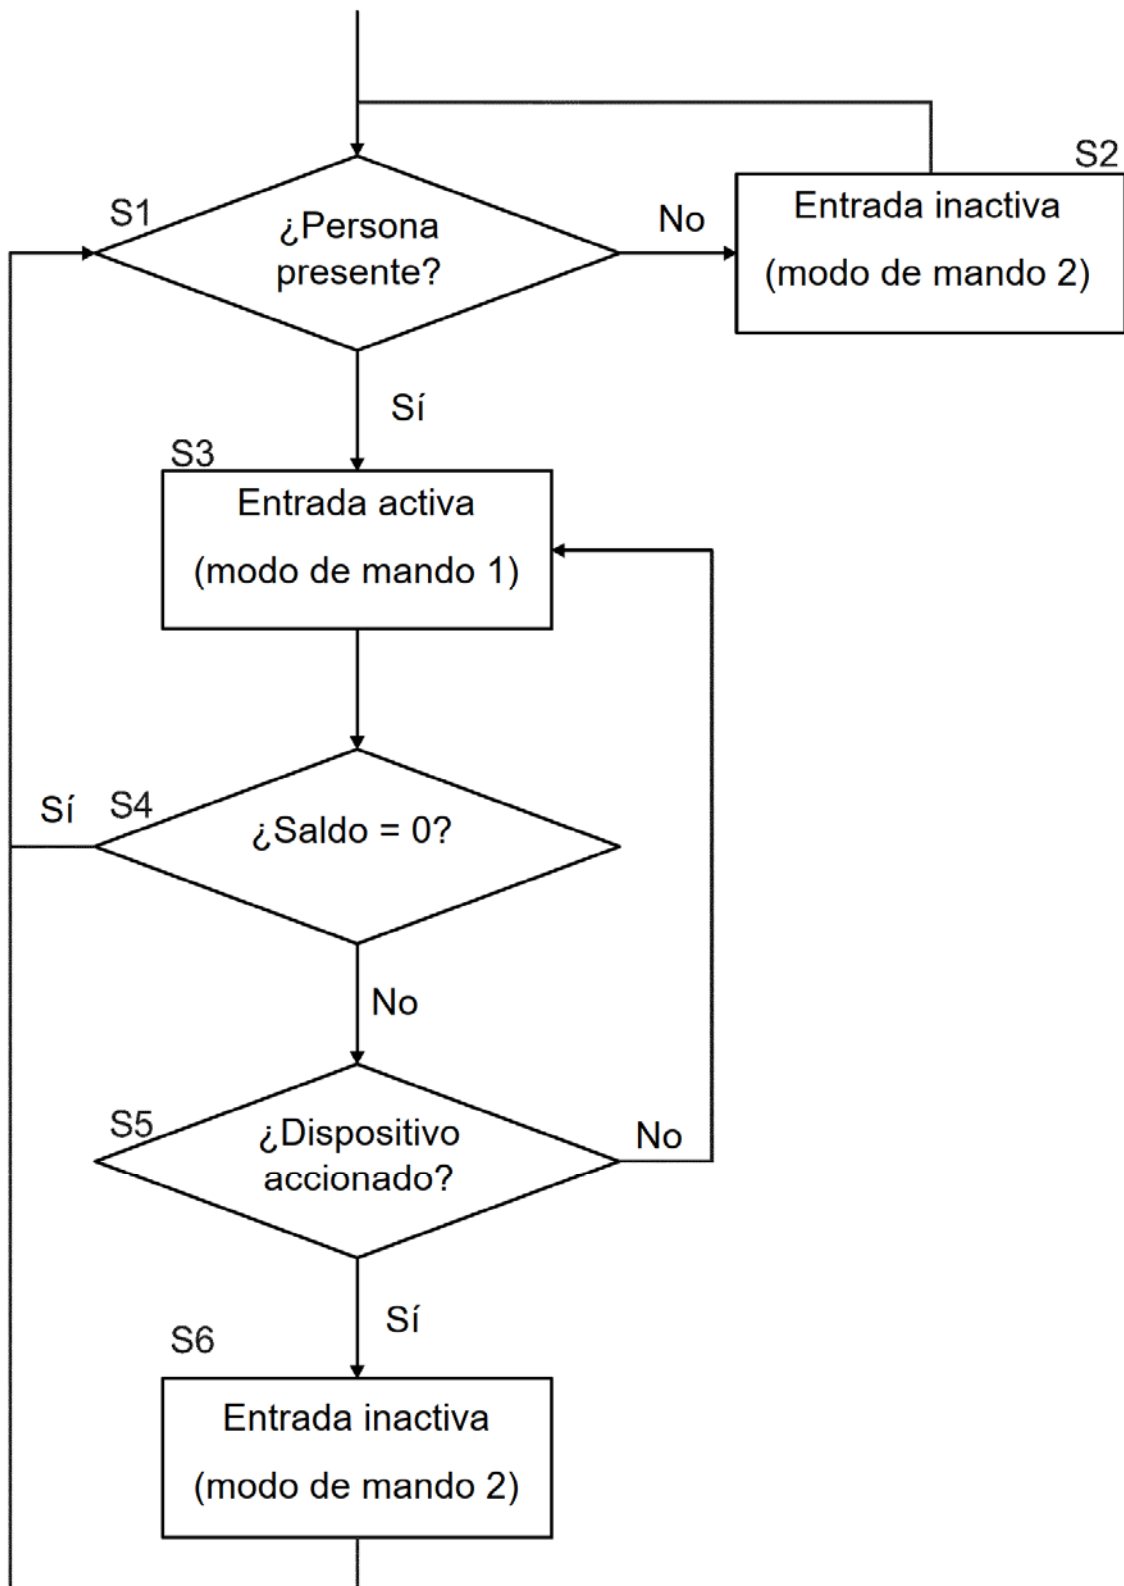 S2
S1
¿Persona
presente?
No
Entrada inactiva
(modo de mando 2)
Sí
S3
Entrada activa
(modo de mando 1)
Sí
S4
¿Saldo = 0?
No
S5
¿Dispositivo
accionado?
No
Sí
S6
Entrada inactiva
(modo de mando 2)